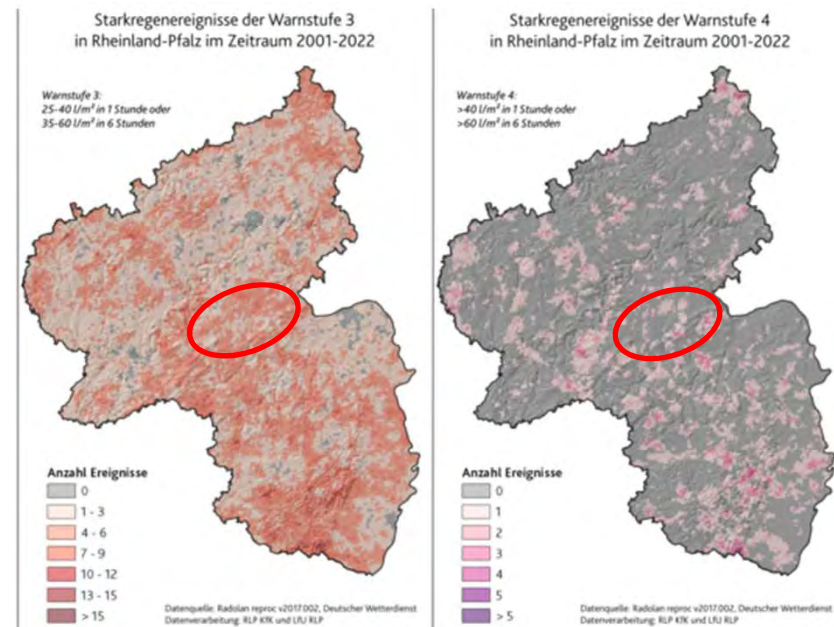 Starkregenereignisse der Warnstufe 3
in Rheinland-Pfalz im Zeitraum 2001-2022
Warnstufe 3:
25-40 l/m² in 1 Stunde oder
35-60 l/m² in 6 Stunden
Anzahl Ereignisse
0
1 - 3
4 - 6
7 - 9
10 - 12
13 - 15
> 15
Datenquelle: Radolan reproc v2017.002, Deutscher Wetterdienst
Datenverarbeitung: RLP KfK und LfU RLP
Starkregenereignisse der Warnstufe 4
in Rheinland-Pfalz im Zeitraum 2001-2022
Warnstufe 4:
>40 l/m² in 1 Stunde oder
>60 l/m² in 6 Stunden
Anzahl Ereignisse
0
1
2
3
4
5
> 5
Datenquelle: Radolan reproc v2017.002, Deutscher Wetterdienst
Datenverarbeitung: RLP KfK und LfU RLP